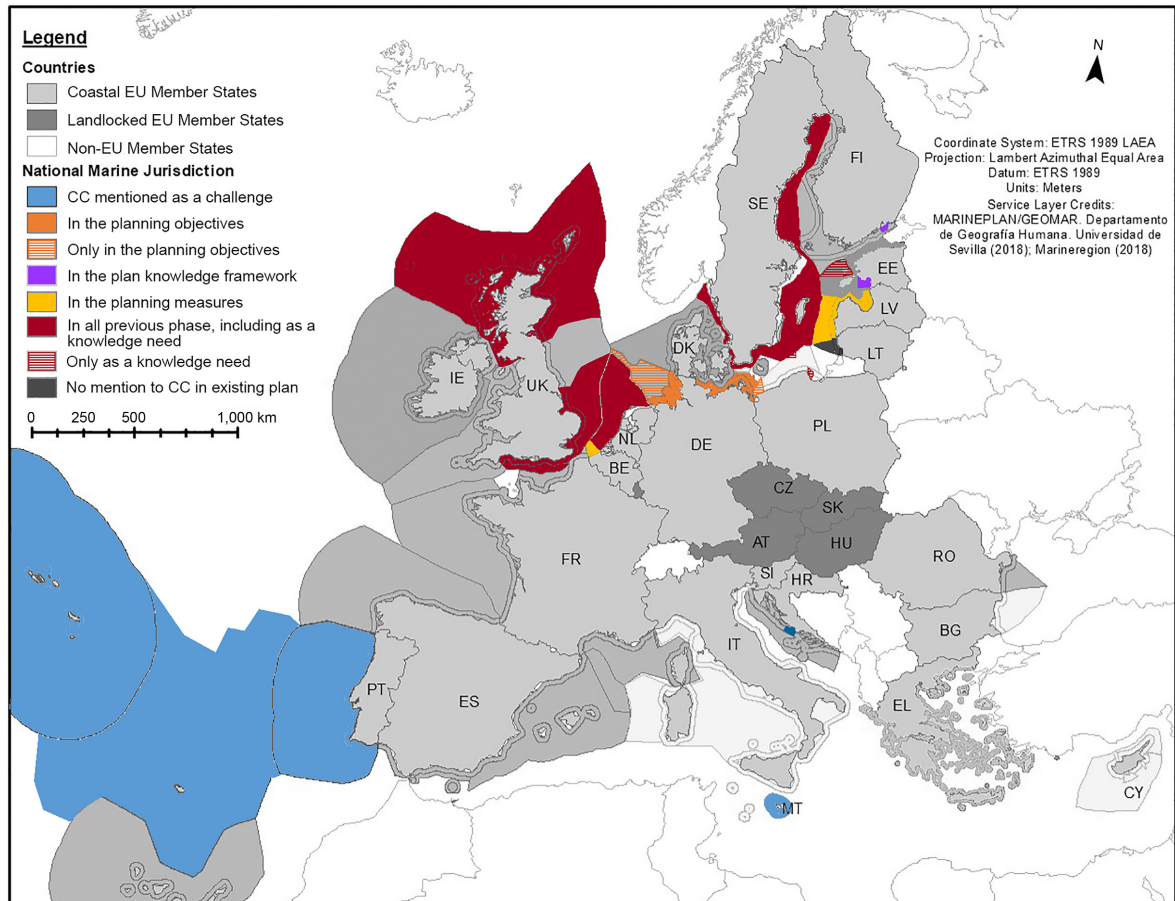 Legend
Countries
Coastal EU Member States
Landlocked EU Member States
Non-EU Member States
National Marine Jurisdiction
CC mentioned as a challenge
In the planning objectives
Only in the planning objectives
In the plan knowledge framework
In the planning measures
In all previous phase, including as a
knowledge need
Only as a knowledge need
No mention to CC in existing plan
0 250 500 1,000 km
N
Coordinate System: ETRS 1989 LAEA
Projection: Lambert Azimuthal Equal Area
Datum: ETRS 1989
Units: Meters
Service Layer Credits:
MARINEPLAN/GEOMAR. Departamento
de Geografía Humana. Universidad de
Sevilla (2018); Marineregion (2018)
FI
SE
EE
LV
LT
DK
IE
UK
NL
BE
DE
PL
CZ
SK
AT
HU
FR
SI
HR
RO
BG
IT
PT
ES
EL
MT
CY